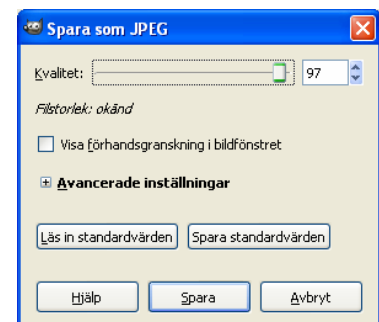 Spara som JPEG
Kvalitet: 97
Filstorlek: okänd
Visa förhandsgranskning i bildfönstret
Avancerade inställningar
Läs in standardvärden Spara standardvärden
Hjälp Spara Avbryt